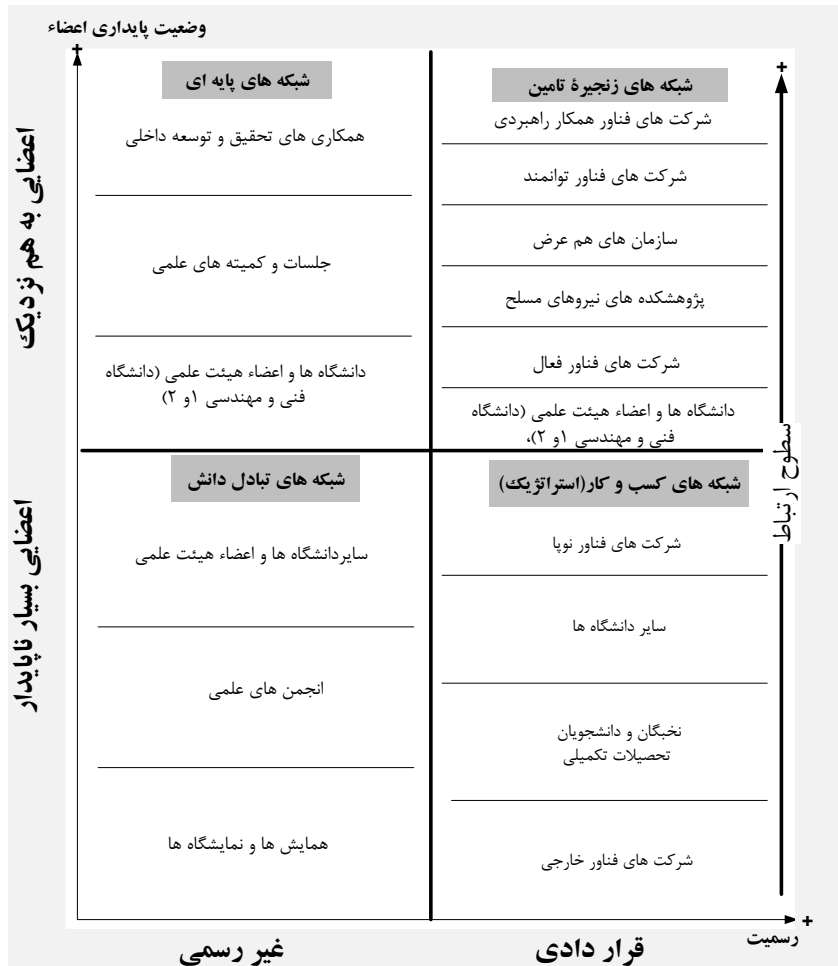 وضعیت پایداری اعضاء
+
+
شبکه های زنجیرۀ تامین
شرکت های فناور همکار راهبردی
شرکت های فناور توانمند
سازمان های هم عرض
پژوهشکده های نیروهای مسلح
شرکت های فناور فعال
دانشگاه ها و اعضاء هیئت علمی (دانشگاه
فنی و مهندسی ۱و ۲)،
شبکه های پایه ای
همکاری های تحقیق و توسعه داخلی
جلسات و کمیته های علمی
دانشگاه ها و اعضاء هیئت علمی (دانشگاه
فنی و مهندسی ۱و ۲)
اعضایی به هم نزدیک
سطوح ارتباط
شبکه های کسب و کار(استراتژیک)
شرکت های فناور نوپا
سایر دانشگاه ها
نخبگان و دانشجویان
تحصیلات تکمیلی
شرکت های فناور خارجی
شبکه های تبادل دانش
سایردانشگاه ها و اعضاء هیئت علمی
انجمن های علمی
همایش ها و نمایشگاه ها
اعضایی بسیار ناپایدار
+
رسمیت
قرار دادی
غیر رسمی